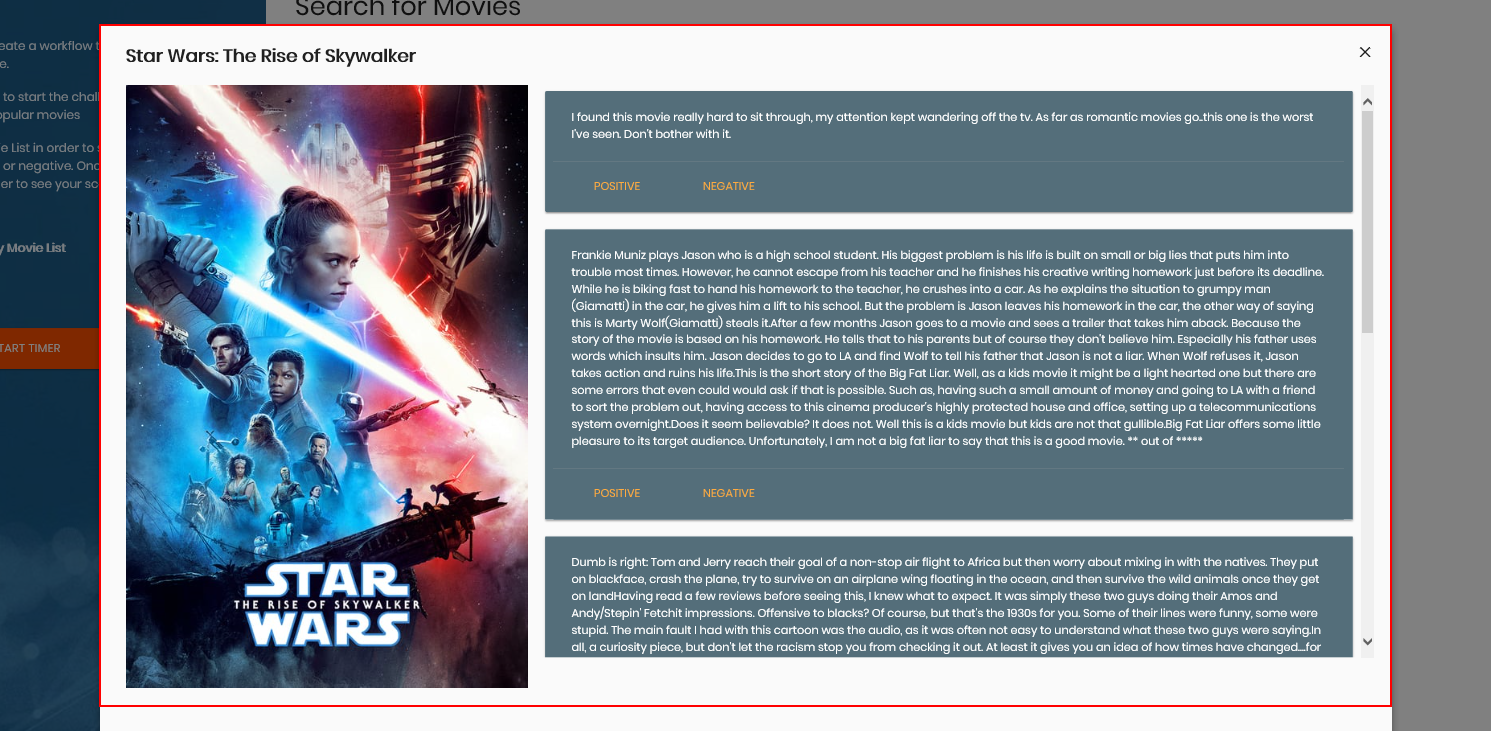 Search for Movies
eate a workflow t
e.
to start the chall
opular movies
e List in order to s
or negative. Onc
er to see your sc
y Movie List
TART TIMER
Star Wars: The Rise of Skywalker
STAR
THE RISE OF SKYWALKER
WARS
I found this movie really hard to sit through, my attention kept wandering off the tv. As far as romantic movies go..this one is the worst
I've seen. Don't bother with it.
POSITIVE NEGATIVE
Frankie Muniz plays Jason who is a high school student. His biggest problem is his life is built on small or big lies that puts him into
trouble most times. However, he cannot escape from his teacher and he finishes his creative writing homework just before its deadline.
While he is biking fast to hand his homework to the teacher, he crushes into a car. As he explains the situation to grumpy man
(Giamatti) in the car, he gives him a lift to his school. But the problem is Jason leaves his homework in the car, the other way of saying
this is Marty Wolf(Giamatti) steals it.After a few months Jason goes to a movie and sees a trailer that takes him aback. Because the
story of the movie is based on his homework. He tells that to his parents but of course they don't believe him. Especially his father uses
words which insults him. Jason decides to go to LA and find Wolf to tell his father that Jason is not a liar. When Wolf refuses it, Jason
takes action and ruins his life.This is the short story of the Big Fat Liar. Well, as a kids movie it might be a light hearted one but there are
some errors that even could would ask if that is possible. Such as, having such a small amount of money and going to LA with a friend
to sort the problem out, having access to this cinema producer's highly protected house and office, setting up a telecommunications
system overnight.Does it seem believable? It does not. Well this is a kids movie but kids are not that gullible.Big Fat Liar offers some little
pleasure to its target audience. Unfortunately, I am not a big fat liar to say that this is a good movie. ** out of *****
POSITIVE NEGATIVE
Dumb is right: Tom and Jerry reach their goal of a non-stop air flight to Africa but then worry about mixing in with the natives. They put
on blackface, crash the plane, try to survive on an airplane wing floating in the ocean, and then survive the wild animals once they get
on landHaving read a few reviews before seeing this, I knew what to expect. It was simply these two guys doing their Amos and
Andy/Stepin' Fetchit impressions. Offensive to blacks? Of course, but that's the 1930s for you. Some of their lines were funny, some were
stupid. The main fault I had with this cartoon was the audio, as it was often not easy to understand what these two guys were saying.In
all, a curiosity piece, but don't let the racism stop you from checking it out. At least it gives you an idea of how times have changed....for